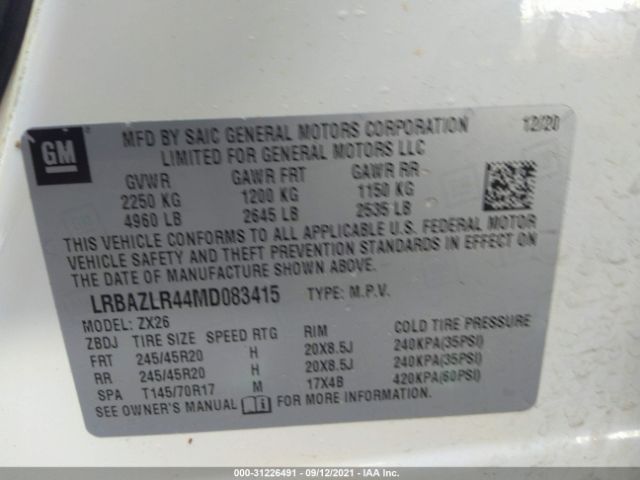 GM
MFD BY SAIC GENERAL MOTORS CORPORATION 12/20
LIMITED FOR GENERAL MOTORS LLC
GVWR GAWR FRT GAWR RR
2250 KG 1200 KG 1150 KG
4960 LB 2645 LB 2535 LB
THIS VEHICLE CONFORMS TO ALL APPLICABLE U.S. FEDERAL MOTOR
VEHICLE SAFETY AND THEFT PREVENTION STANDARDS IN EFFECT ON
THE DATE OF MANUFACTURE SHOWN ABOVE.
LRBAZLR44MD083415 TYPE: M.P.V.
MODEL: ZX26
ZBDJ TIRE SIZE SPEED RTG RIM COLD TIRE PRESSURE
FRT 245/45R20 H 20X8.5J 240KPA(35PSI)
RR 245/45R20 H 20X8.5J 240KPA(35PSI)
SPA T145/70R17 M 17X4B 420KPA(60PSI)
SEE OWNER'S MANUAL FOR MORE INFORMATION.
000-31226491 - 09/12/2021 - IAA Inc.